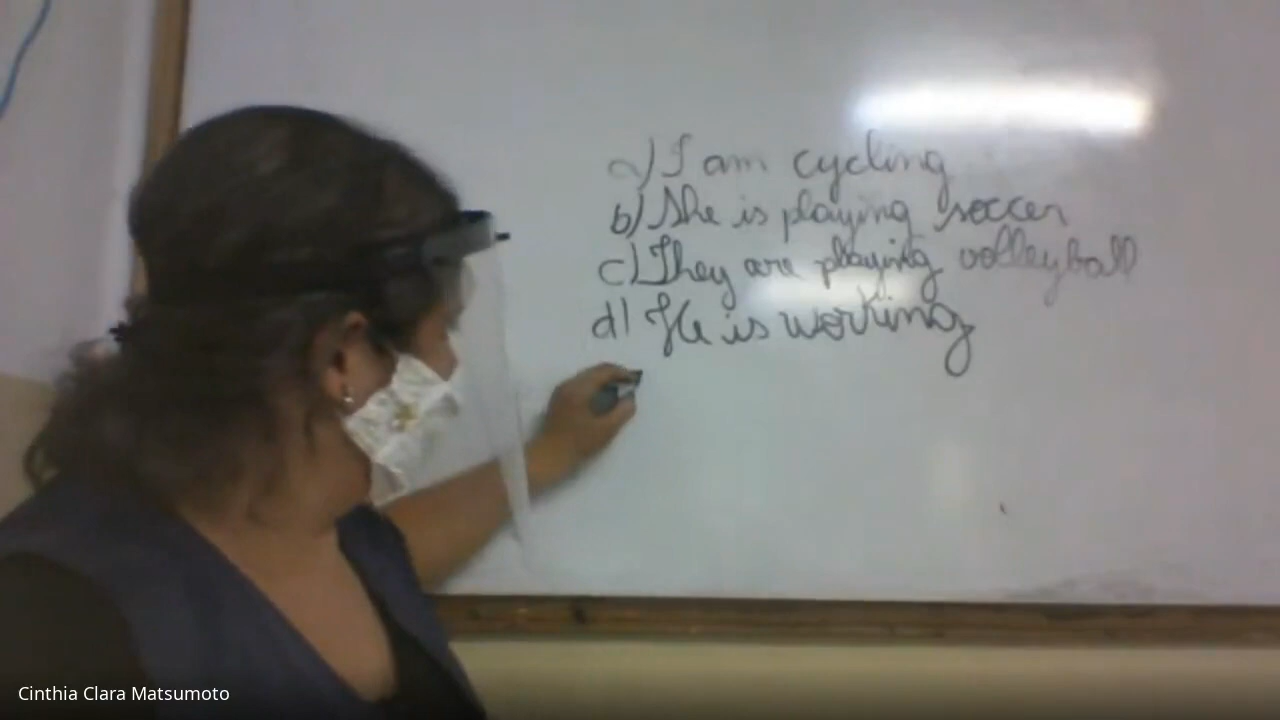 a) I am cycling
b) She is playing soccer
c) They are playing volleyball
d) He is working
Cinthia Clara Matsumoto